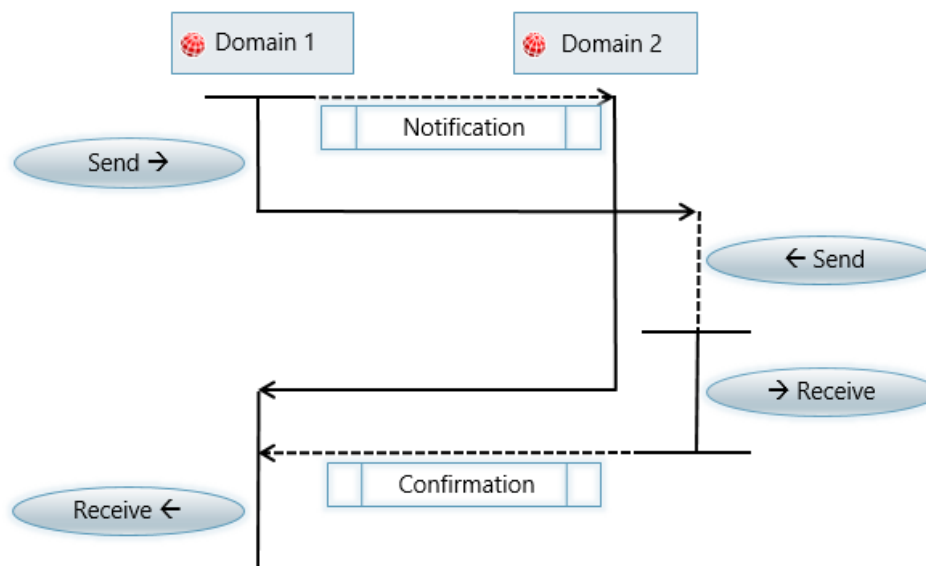 Domain 1
Domain 2
Notification
Send →
← Send
→ Receive
Confirmation
Receive ←